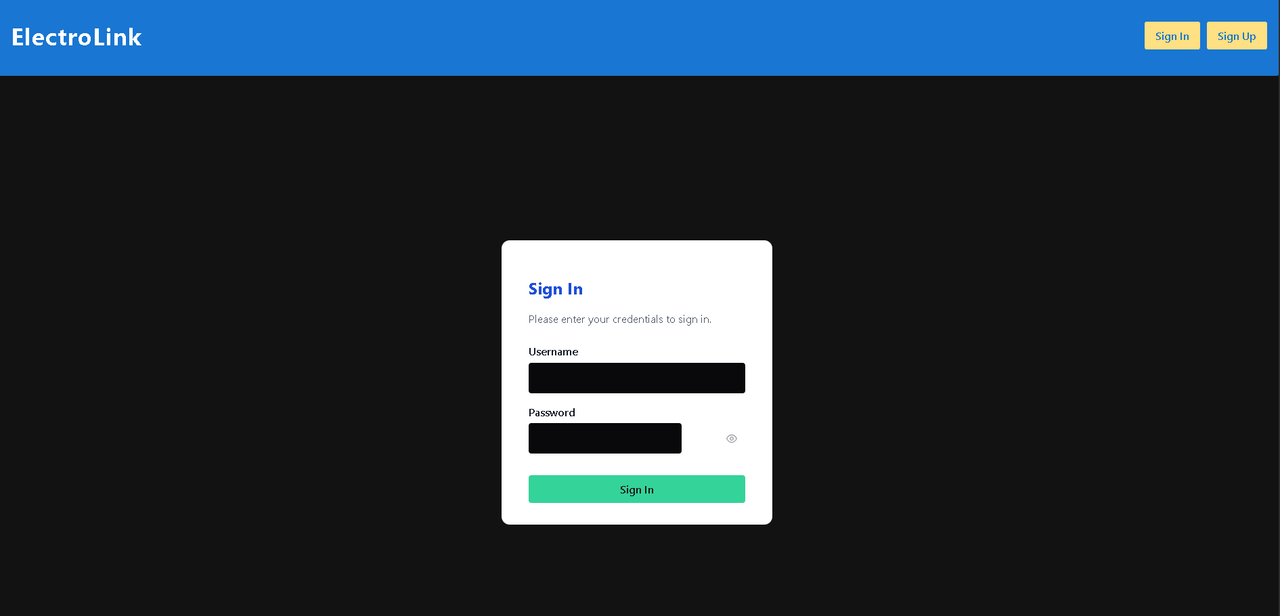 ElectroLink
Sign In
Sign Up
Sign In
Please enter your credentials to sign in.
Username
Password
Sign In